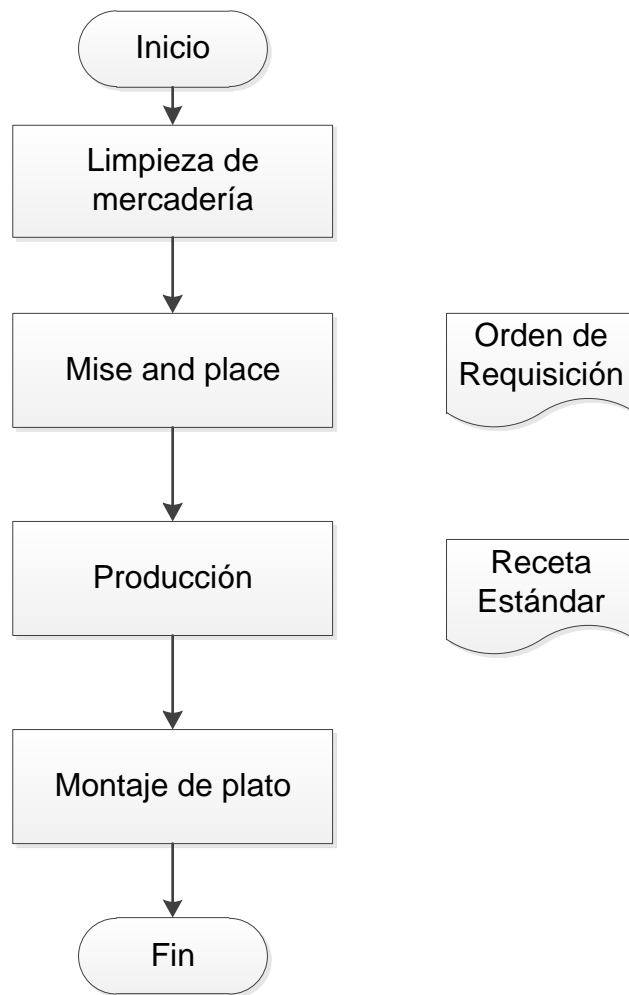 Inicio
Limpieza de
mercadería
Mise and place
Orden de
Requisición
Producción
Receta
Estándar
Montaje de plato
Fin